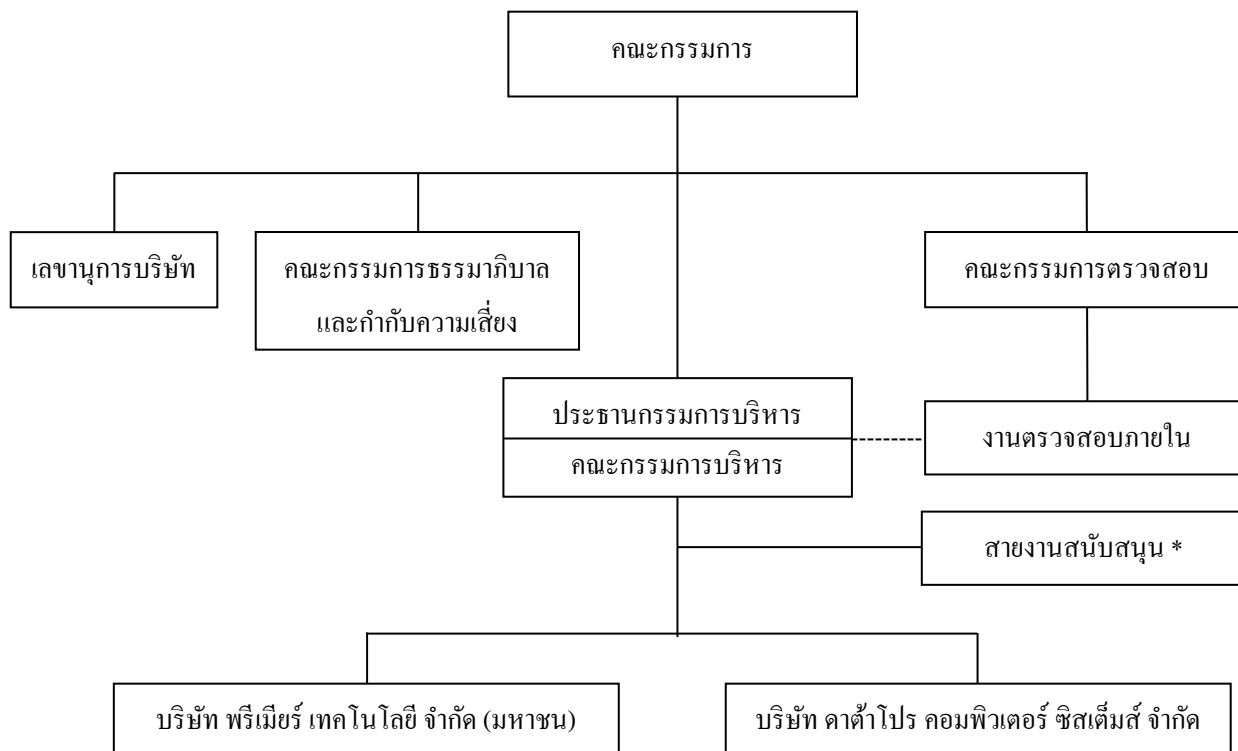 คณะกรรมการ
เลขานุการบริษัท
คณะกรรมการธรรมาภิบาล
และกำกับความเสี่ยง
คณะกรรมการตรวจสอบ
ประธานกรรมการบริหาร
คณะกรรมการบริหาร
งานตรวจสอบภายใน
สายงานสนับสนุน *
บริษัท พรีเมียร์ เทคโนโลยี จำกัด (มหาชน)
บริษัท ดาต้าโปร คอมพิวเตอร์ ซิสเต็มส์ จำกัด